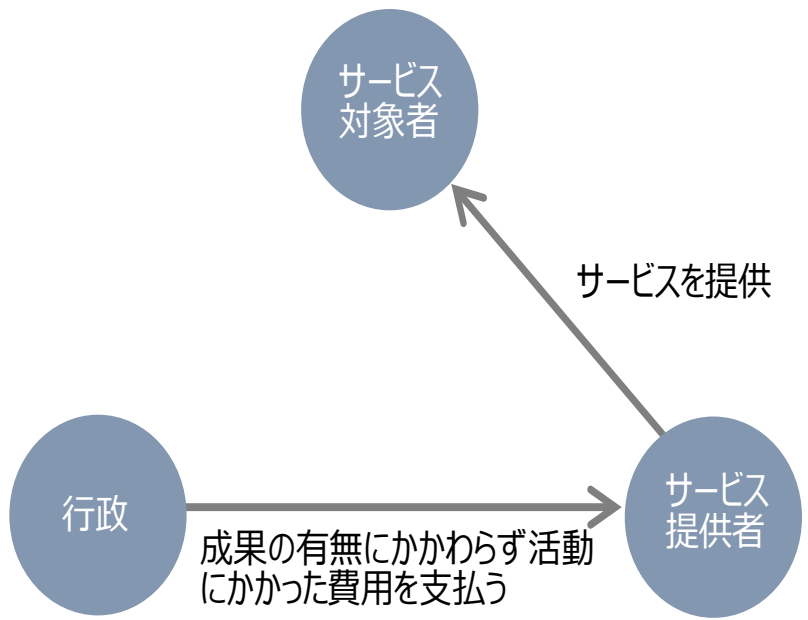 サービス
対象者
サービスを提供
行政
成果の有無にかかわらず活動
にかかった費用を支払う
サービス
提供者